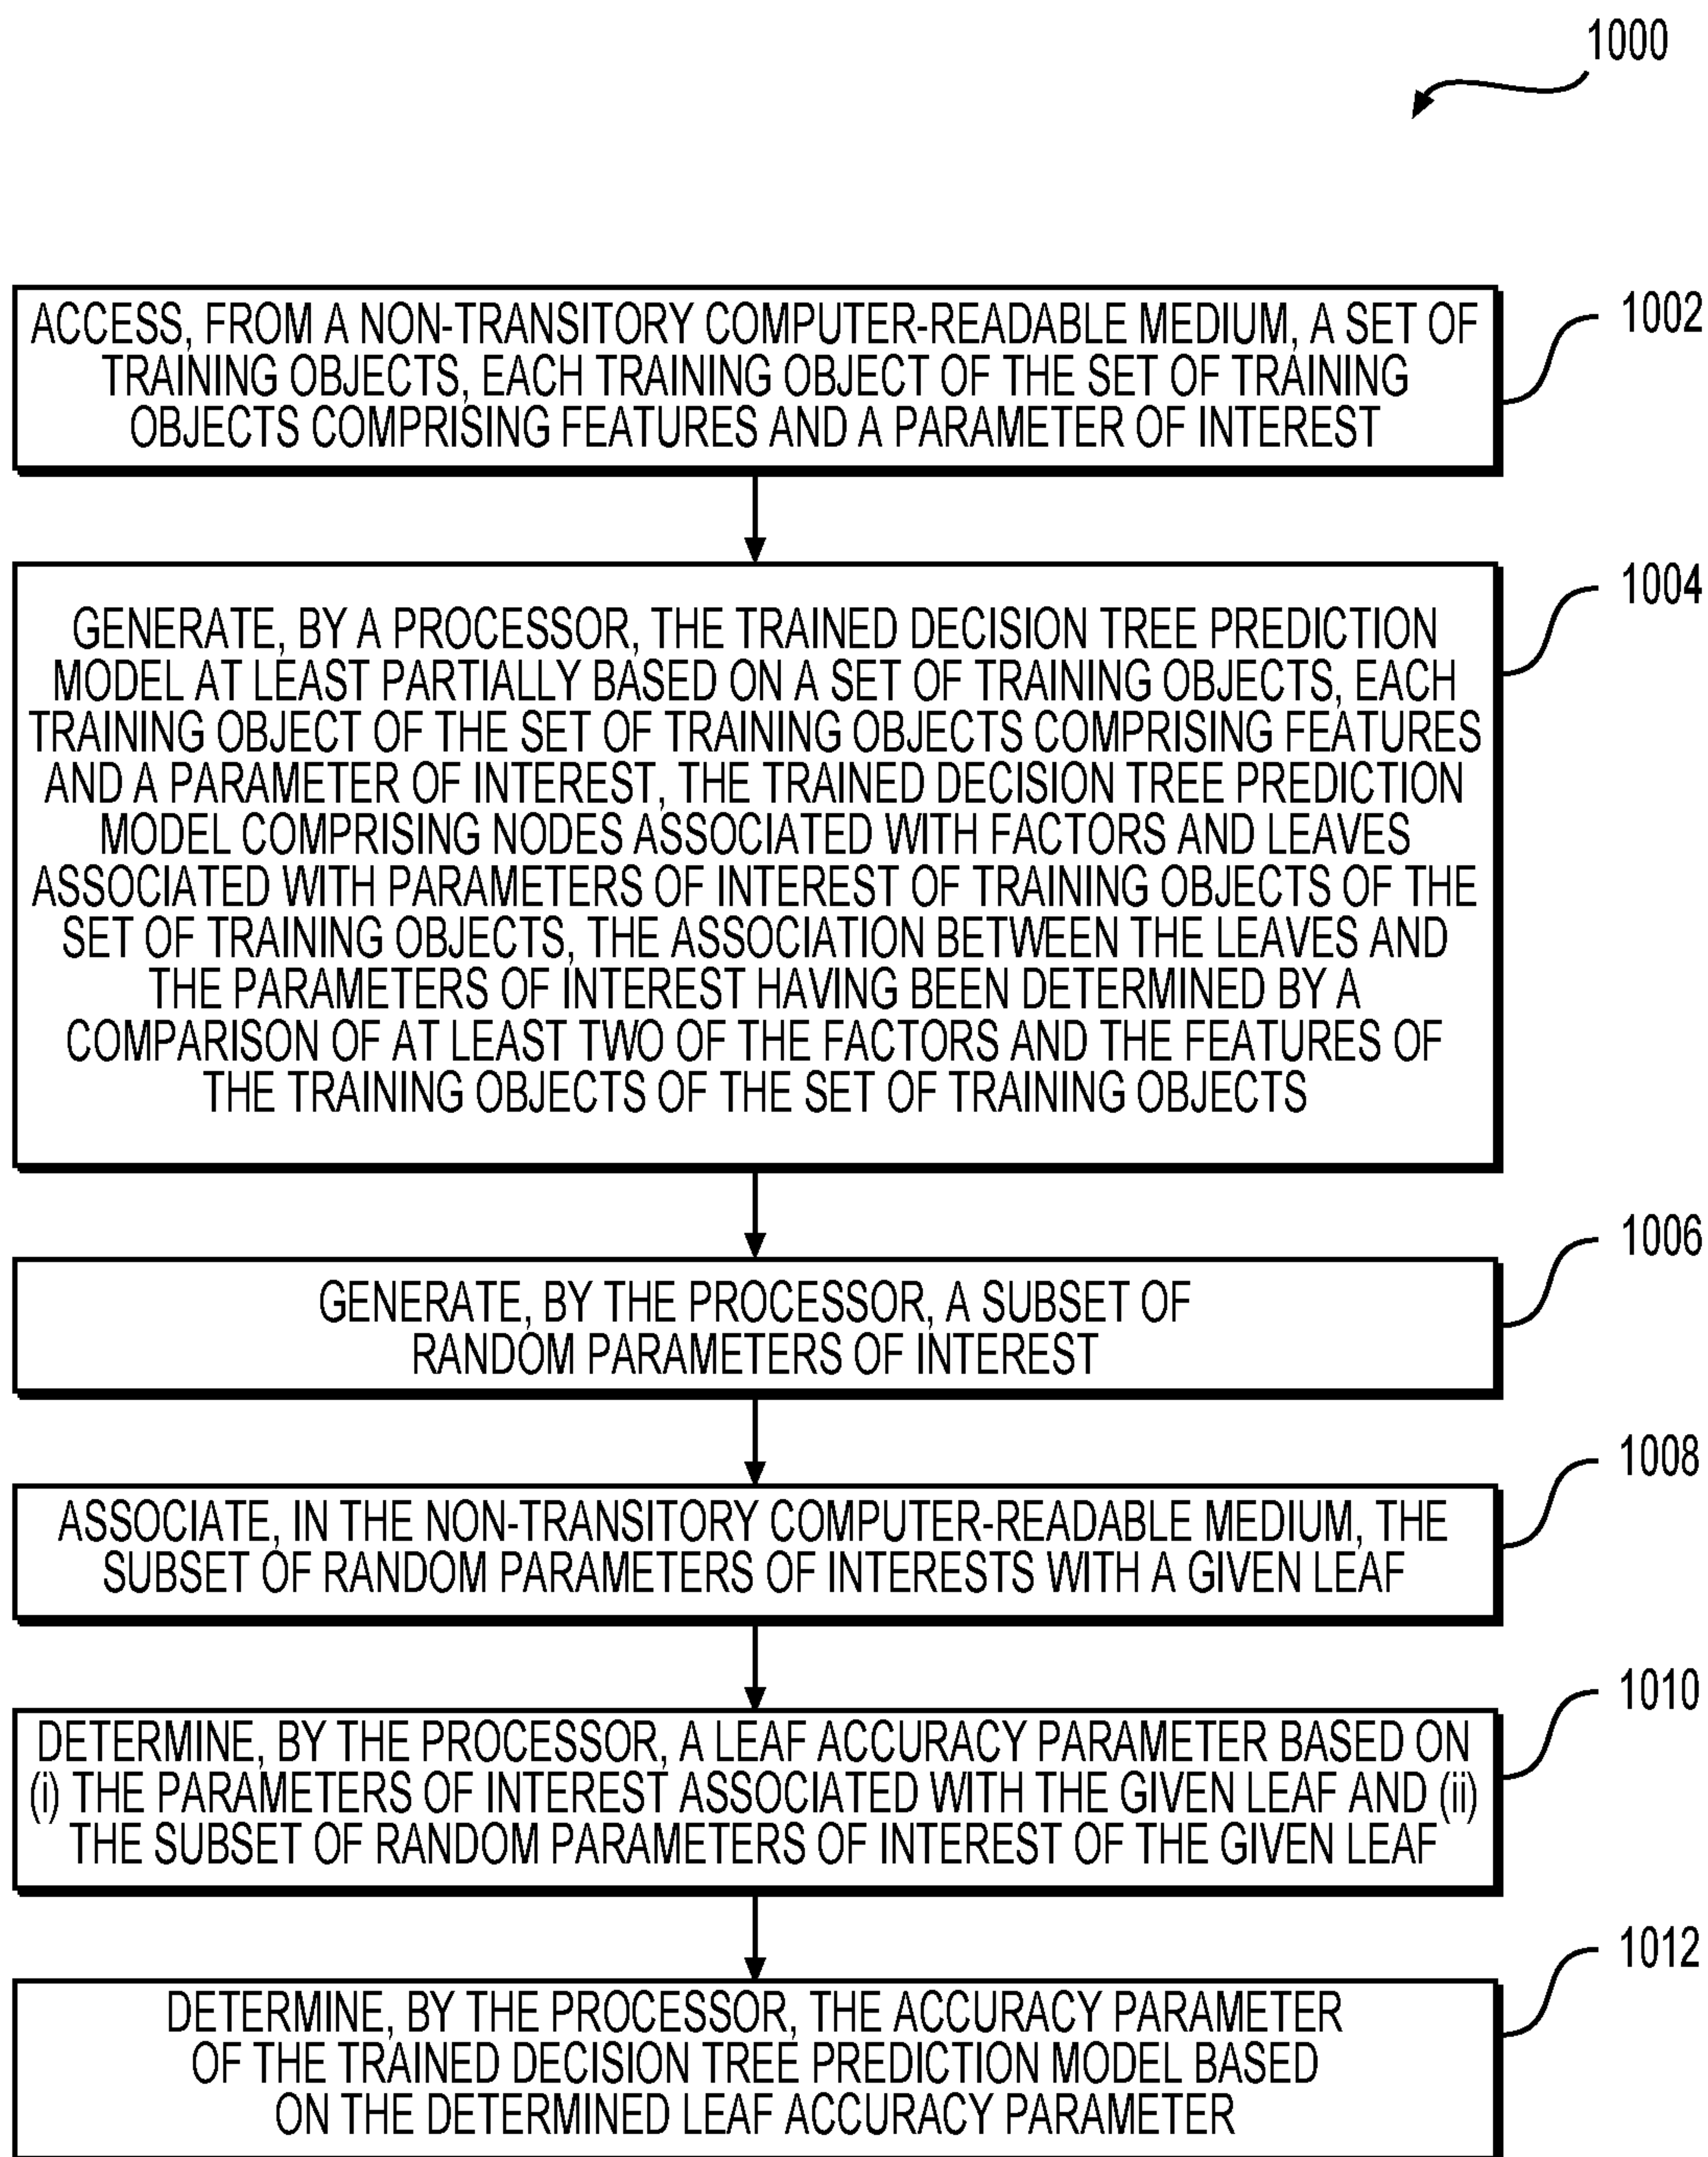 1000
ACCESS, FROM A NON-TRANSITORY COMPUTER-READABLE MEDIUM, A SET OF
TRAINING OBJECTS, EACH TRAINING OBJECT OF THE SET OF TRAINING
OBJECTS COMPRISING FEATURES AND A PARAMETER OF INTEREST
1002
GENERATE, BY A PROCESSOR, THE TRAINED DECISION TREE PREDICTION
MODEL AT LEAST PARTIALLY BASED ON A SET OF TRAINING OBJECTS, EACH
TRAINING OBJECT OF THE SET OF TRAINING OBJECTS COMPRISING FEATURES
AND A PARAMETER OF INTEREST, THE TRAINED DECISION TREE PREDICTION
MODEL COMPRISING NODES ASSOCIATED WITH FACTORS AND LEAVES
ASSOCIATED WITH PARAMETERS OF INTEREST OF TRAINING OBJECTS OF THE
SET OF TRAINING OBJECTS, THE ASSOCIATION BETWEEN THE LEAVES AND
THE PARAMETERS OF INTEREST HAVING BEEN DETERMINED BY A
COMPARISON OF AT LEAST TWO OF THE FACTORS AND THE FEATURES OF
THE TRAINING OBJECTS OF THE SET OF TRAINING OBJECTS
1004
GENERATE, BY THE PROCESSOR, A SUBSET OF
RANDOM PARAMETERS OF INTEREST
1006
ASSOCIATE, IN THE NON-TRANSITORY COMPUTER-READABLE MEDIUM, THE
SUBSET OF RANDOM PARAMETERS OF INTERESTS WITH A GIVEN LEAF
1008
DETERMINE, BY THE PROCESSOR, A LEAF ACCURACY PARAMETER BASED ON
(i) THE PARAMETERS OF INTEREST ASSOCIATED WITH THE GIVEN LEAF AND (ii)
THE SUBSET OF RANDOM PARAMETERS OF INTEREST OF THE GIVEN LEAF
1010
DETERMINE, BY THE PROCESSOR, THE ACCURACY PARAMETER
OF THE TRAINED DECISION TREE PREDICTION MODEL BASED
ON THE DETERMINED LEAF ACCURACY PARAMETER
1012